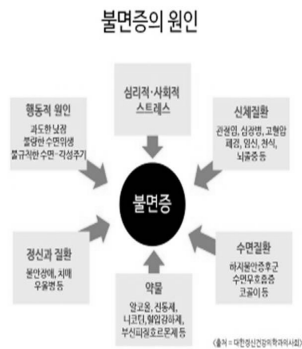 불면증의 원인
심리적·사회적
스트레스
행동적 원인
과도한 낮잠
불량한 수면위생
불규칙한 수면-각성주기
신체질환
관절염, 심장병, 고혈압
폐경, 임신, 천식,
뇌졸중 등
불면증
정신과 질환
불안장애, 치매
우울병 등
약물
알코올, 진통제,
니코틴, 혈압강하제,
부신피질호르몬제 등
수면질환
하지불안증후군
수면무호흡증
코골이 등
〈출처 = 대한정신건강의학과의사회〉